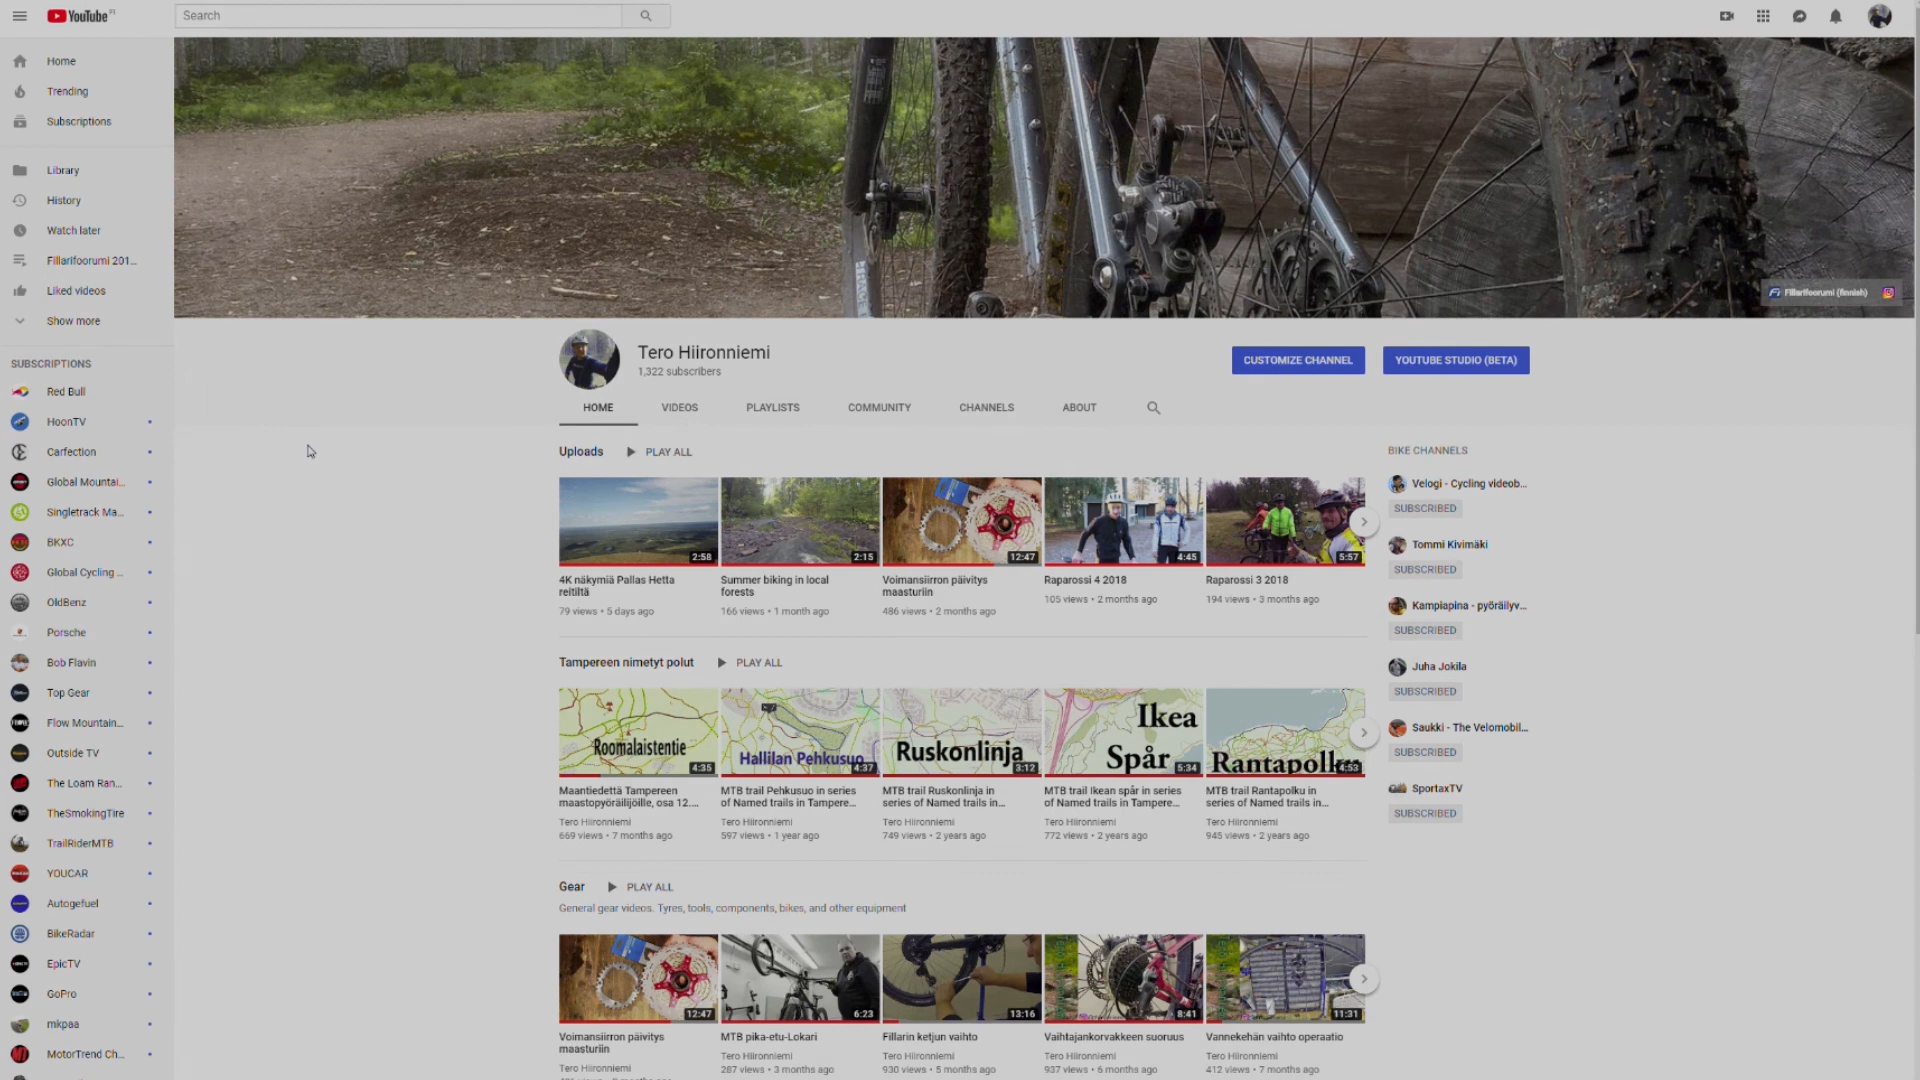 YouTube FI
Search
Home
Trending
Subscriptions
Library
History
Watch later
Fillarifoorumi 201...
Liked videos
Show more
SUBSCRIPTIONS
Red Bull
HoonTV
Carfection
Global Mountai...
Singletrack Ma...
BKXC
Global Cycling ...
OldBenz
Porsche
Bob Flavin
Top Gear
Flow Mountain...
Outside TV
The Loam Ran...
TheSmokingTire
TrailRiderMTB
YOUCAR
Autogefuel
BikeRadar
EpicTV
GoPro
mkpaa
MotorTrend Ch...
Fillarifoorumi (finnish)
Tero Hiironniemi
1,322 subscribers
CUSTOMIZE CHANNEL
YOUTUBE STUDIO (BETA)
HOME
VIDEOS
PLAYLISTS
COMMUNITY
CHANNELS
ABOUT
Uploads
PLAY ALL
2:58
4K näkymiä Pallas Hetta
reitiltä
79 views • 5 days ago
2:15
Summer biking in local
forests
166 views • 1 month ago
12:47
Voimansiirron päivitys
maasturiin
486 views • 2 months ago
4:45
Raparossi 4 2018
105 views • 2 months ago
5:57
Raparossi 3 2018
194 views • 3 months ago
Tampereen nimetyt polut
PLAY ALL
Roomalaistentie
4:35
Maantiedettä Tampereen
maastopyöräilijöille, osa 12....
Tero Hiironniemi
669 views • 7 months ago
Hallilan Pehkusuo
4:37
MTB trail Pehkusuo in series
of Named trails in Tampere...
Tero Hiironniemi
597 views • 1 year ago
Ruskonlinja
3:12
MTB trail Ruskonlinja in
series of Named trails in...
Tero Hiironniemi
749 views • 2 years ago
Ikea
Spår
5:34
MTB trail Ikean spår in series
of Named trails in Tampere...
Tero Hiironniemi
772 views • 2 years ago
Rantapolku
4:53
MTB trail Rantapolku in
series of Named trails in...
Tero Hiironniemi
945 views • 2 years ago
Gear
PLAY ALL
General gear videos. Tyres, tools, components, bikes, and other equipment
12:47
Voimansiirron päivitys
maasturiin
Tero Hiironniemi
6:23
MTB pika-etu-Lokari
Tero Hiironniemi
287 views • 3 months ago
13:16
Fillarin ketjun vaihto
Tero Hiironniemi
930 views • 5 months ago
8:41
Vaihtajankorvakkeen suoruus
Tero Hiironniemi
937 views • 6 months ago
11:31
Vannekehän vaihto operaatio
Tero Hiironniemi
412 views • 7 months ago
BIKE CHANNELS
Velogi - Cycling videob...
SUBSCRIBED
Tommi Kivimäki
SUBSCRIBED
Kampiapina - pyöräilyv...
SUBSCRIBED
Juha Jokila
SUBSCRIBED
Saukki - The Velomobil...
SUBSCRIBED
SportaxTV
SUBSCRIBED